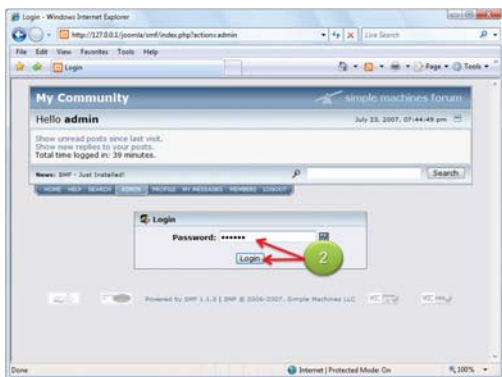 Login - Windows Internet Explorer
http://127.0.0.1/joomla/smf/index.php?action=admin
Live Search
File Edit View Favorites Tools Help
Login
Page Tools
My Community
simple machines forum
Hello admin
July 23, 2007, 07:44:49 pm
Show unread posts since last visit.
Show new replies to your posts.
Total time logged in: 39 minutes.
News: SMF - Just Installed!
Search
HOME HELP SEARCH ADMIN PROFILE MY MESSAGES MEMBERS LOGOUT
Login
Password: ••••••
Login
2
Powered by SMF 1.1.3 | SMF © 2006-2007, Simple Machines LLC
Done
Internet | Protected Mode: On
100%